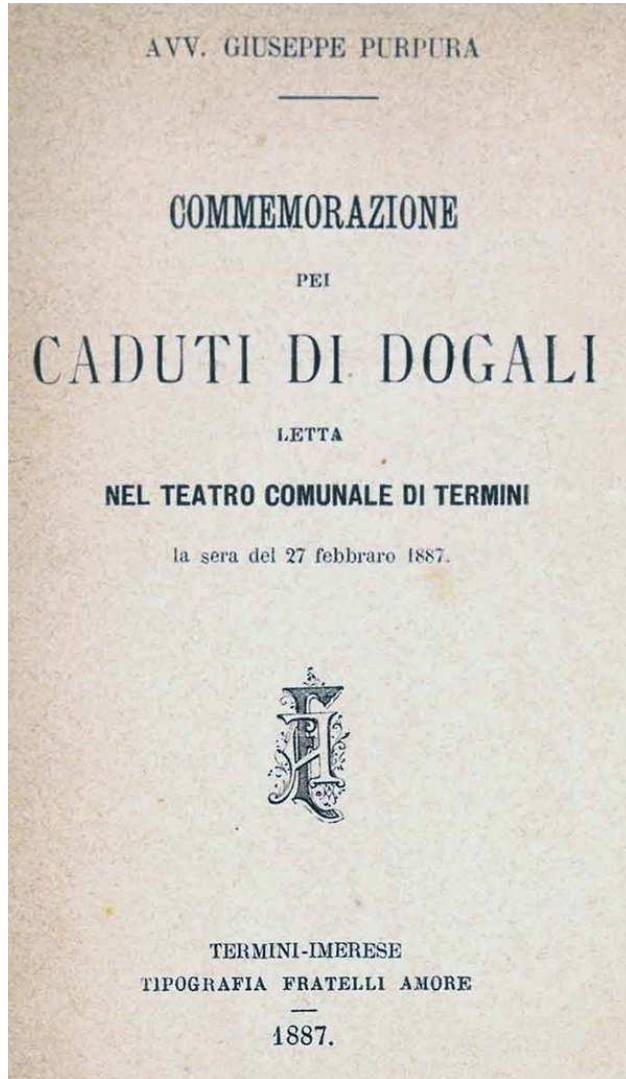 AVV. GIUSEPPE PURPURA
COMMEMORAZIONE
PEI
CADUTI DI DOGALI
LETTA
NEL TEATRO COMUNALE DI TERMINI
la sera del 27 febbraro 1887.
FA
TERMINI-IMERESE
TIPOGRAFIA FRATELLI AMORE
1887.